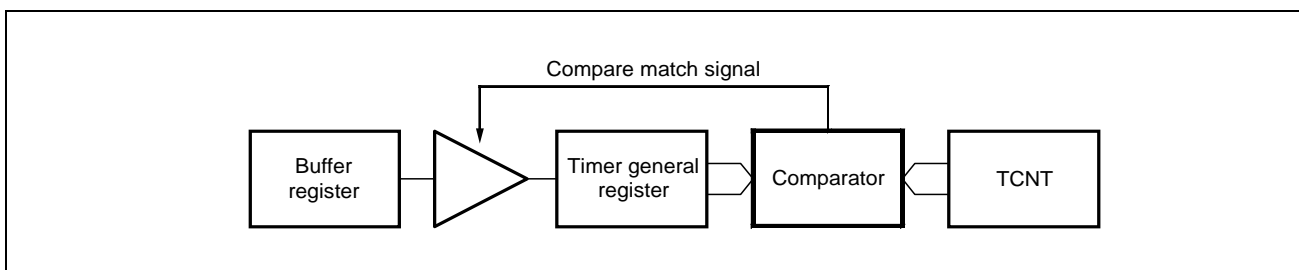 Compare match signal
Buffer
register
Timer general
register
Comparator
TCNT